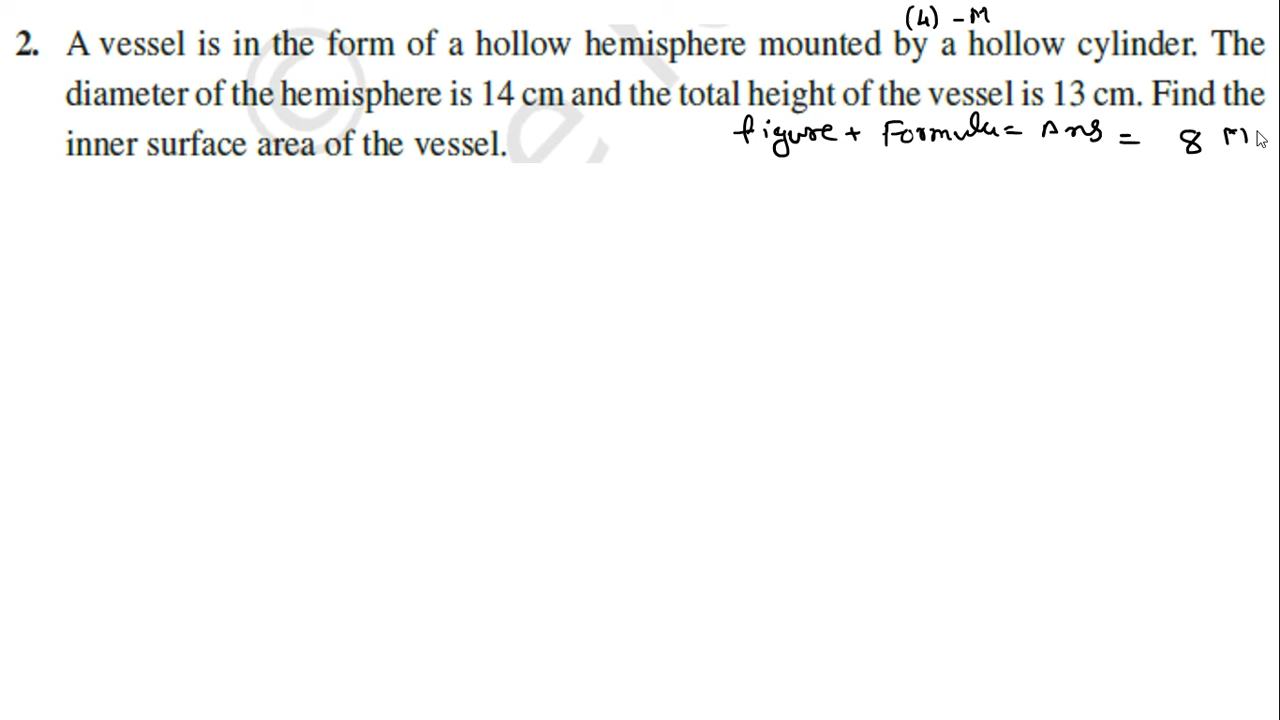 (4) - M
2. A vessel is in the form of a hollow hemisphere mounted by a hollow cylinder. The
diameter of the hemisphere is 14 cm and the total height of the vessel is 13 cm. Find the
inner surface area of the vessel.
figure + Formula = Ans = 8 M